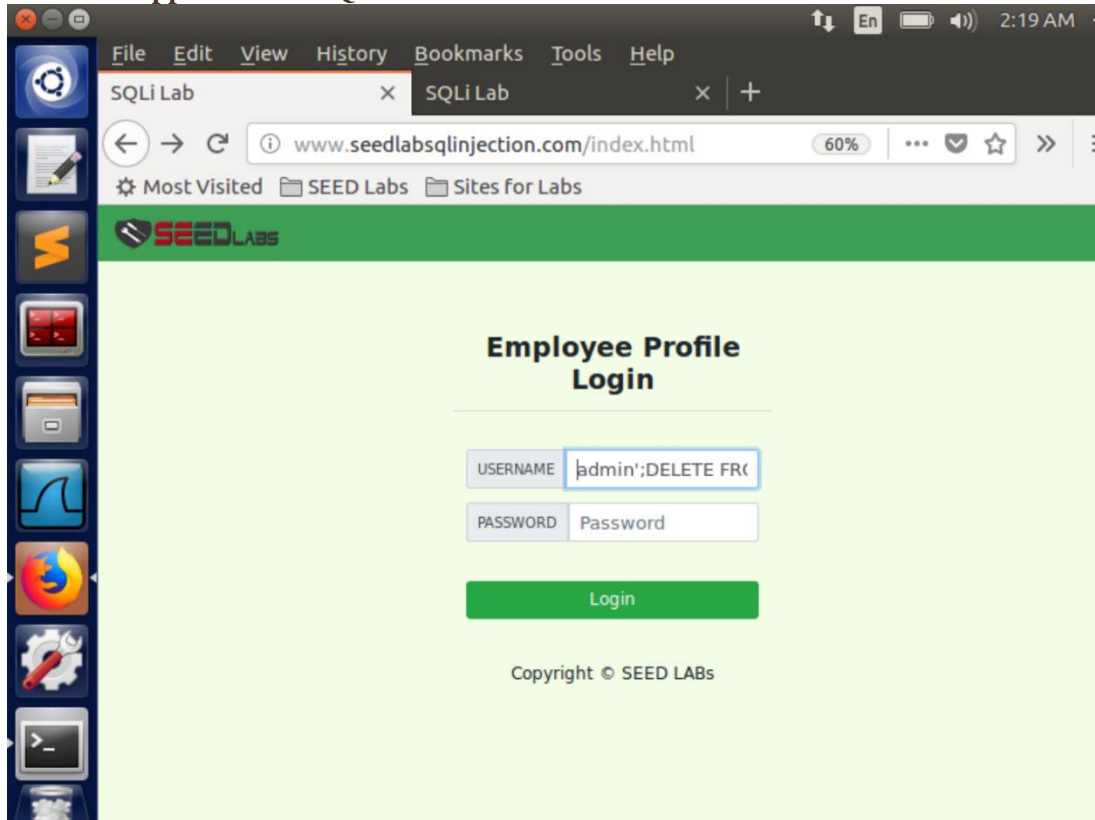 En 2:19 AM
File Edit View History Bookmarks Tools Help
SQLi Lab × SQLi Lab × +
www.seedlabsqlinjection.com/index.html 60%
Most Visited SEED Labs Sites for Labs
SEEDLABS
Employee Profile
Login
USERNAME admin';DELETE FR
PASSWORD Password
Login
Copyright © SEED LABs